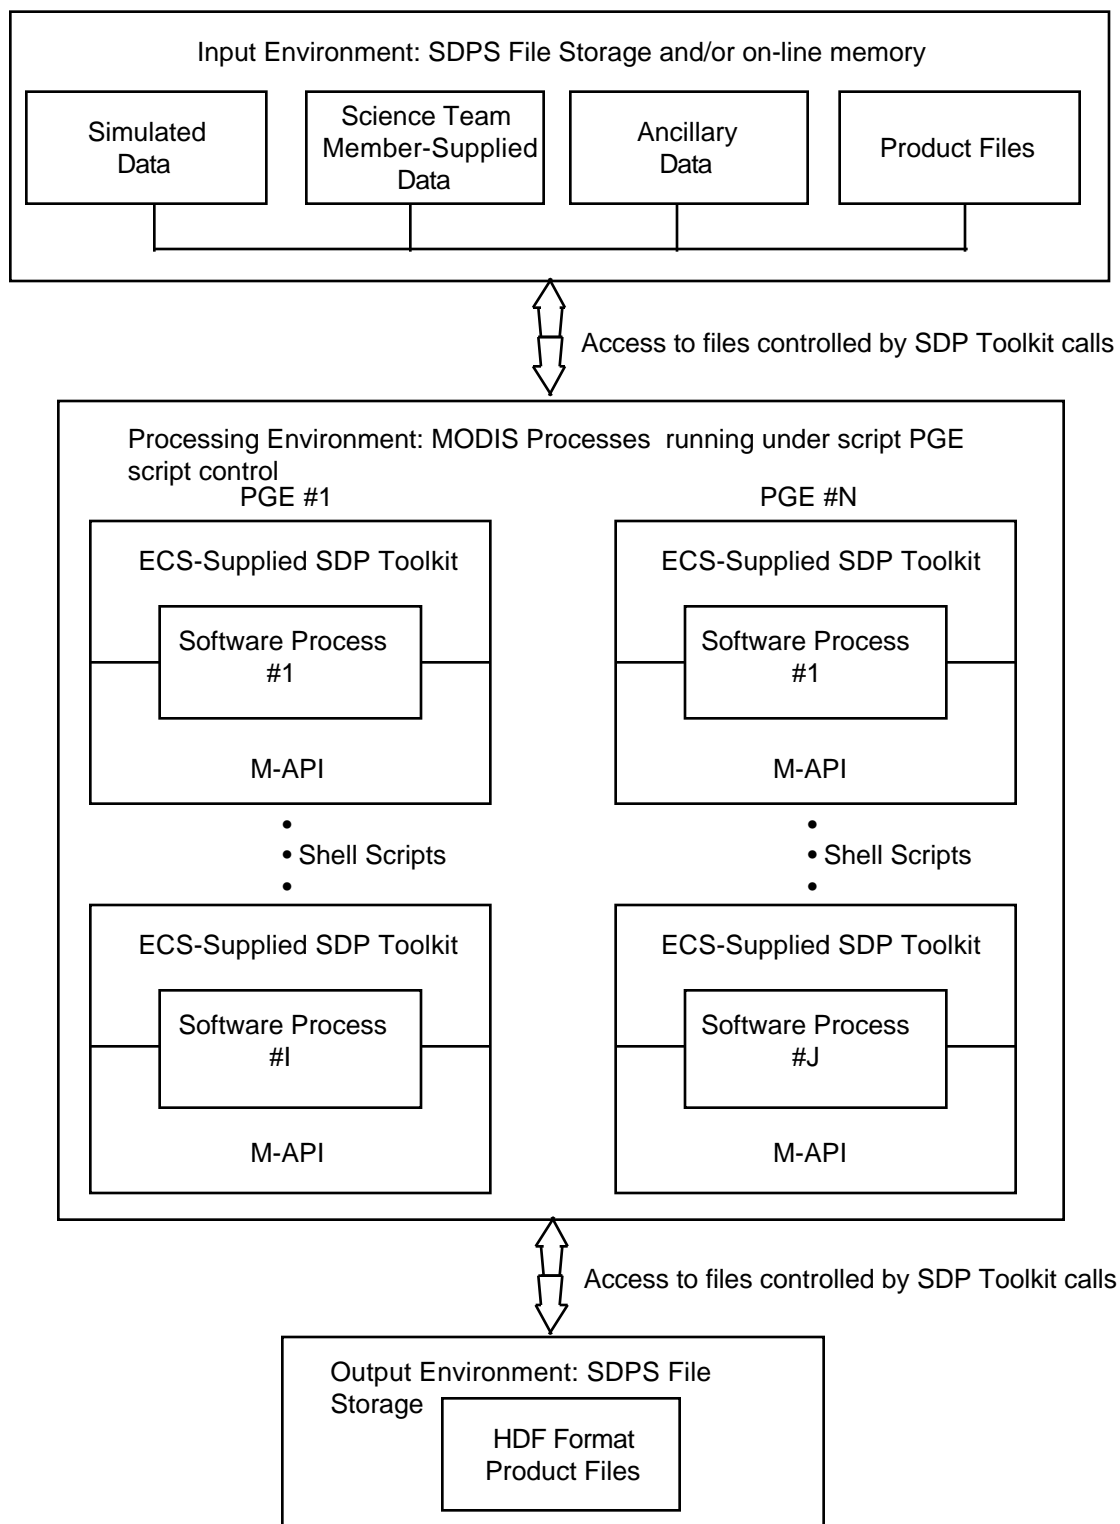 Input Environment: SDPS File Storage and/or on-line memory
Simulated
Data
Science Team
Member-Supplied
Data
Ancillary
Data
Product Files
Access to files controlled by SDP Toolkit calls
Processing Environment: MODIS Processes  running under script PGE
script control
PGE #1
ECS-Supplied SDP Toolkit
Software Process
#1
M-API
• Shell Scripts
ECS-Supplied SDP Toolkit
Software Process
#I
M-API
PGE #N
ECS-Supplied SDP Toolkit
Software Process
#1
M-API
• Shell Scripts
ECS-Supplied SDP Toolkit
Software Process
#J
M-API
Access to files controlled by SDP Toolkit calls
Output Environment: SDPS File
Storage
HDF Format
Product Files